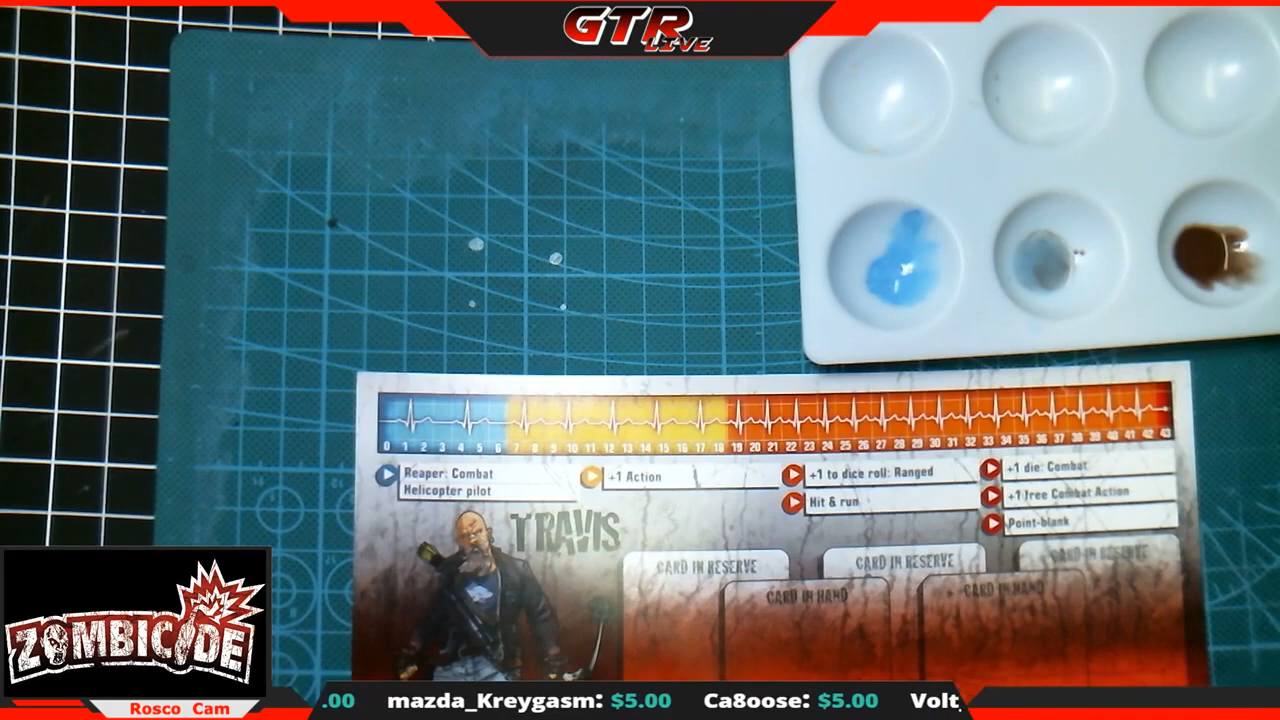 GTR
LIVE
0 1 2 3 4 5 6 7 8 9 10 11 12 13 14 15 16 17 18 19 20 21 22 23 24 25 26 27 28 29 30 31 32 33 34 35 36 37 38 39 40 41 42 43
Reaper: Combat
Helicopter pilot
+1 Action
+1 to dice roll: Ranged
Hit & run
+1 die: Combat
+1 free Combat Action
Point-blank
TRAVIS
CARD IN RESERVE
CARD IN RESERVE
CARD IN RESERVE
CARD IN HAND
CARD IN HAND
ZOMBICIDE
Rosco Cam
.00 mazda_Kreygasm: $5.00 Ca8oose: $5.00 Volt